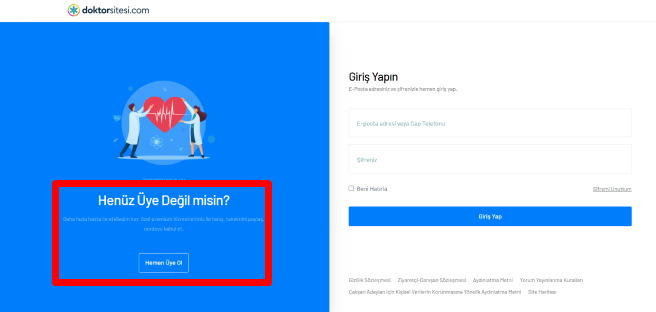 doktorsitesi.com
Henüz Üye Değil misin?
Hemen Üye Ol
Giriş Yapın
E-Posta adresiniz ve şifrenizle hemen giriş yap.
E-posta adresi veya Cep Telefonu
Şifreniz
Beni Hatırla
Şifremi Unuttum
Giriş Yap
Gizlilik Sözleşmesi Ziyaretçi-Danışan Sözleşmesi Aydınlatma Metni Yorum Yayınlanma Kuralları
Çalışan Adayları için Kişisel Verilerin Korunmasına Yönelik Aydınlatma Metni Site Haritası